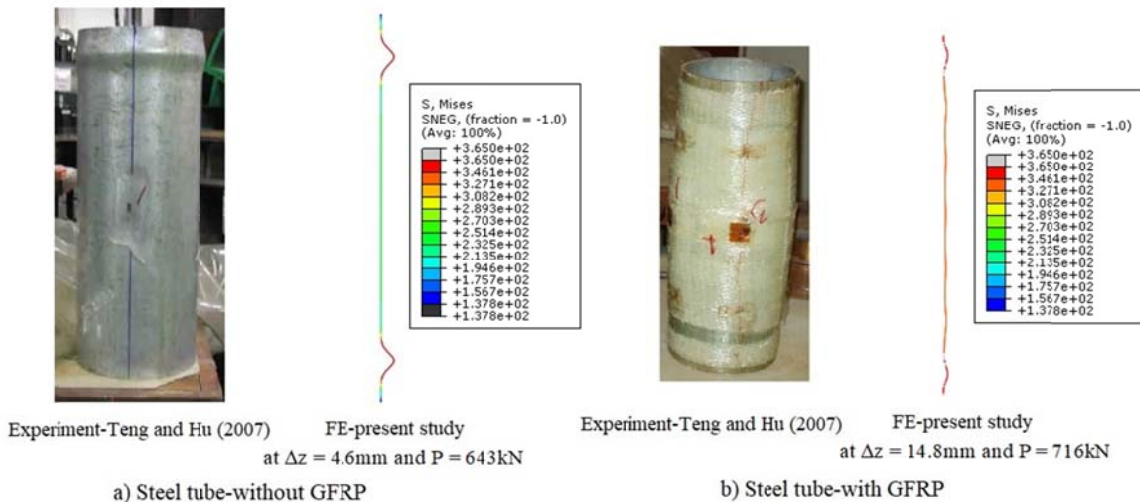 S, Mises
SNEG, (fraction = -1.0)
(Avg: 100%)
+3.650e+02
+3.650e+02
+3.461e+02
+3.271e+02
+3.082e+02
+2.893e+02
+2.703e+02
+2.514e+02
+2.325e+02
+2.135e+02
+1.946e+02
+1.757e+02
+1.567e+02
+1.378e+02
+1.378e+02
Experiment-Teng and Hu (2007)
FE-present study
at Δz = 4.6mm and P = 643kN
a) Steel tube-without GFRP
S, Mises
SNEG, (fraction = -1.0)
(Avg: 100%)
+3.650e+02
+3.650e+02
+3.461e+02
+3.271e+02
+3.082e+02
+2.893e+02
+2.703e+02
+2.514e+02
+2.325e+02
+2.135e+02
+1.946e+02
+1.757e+02
+1.567e+02
+1.378e+02
+1.378e+02
Experiment-Teng and Hu (2007)
FE-present study
at Δz = 14.8mm and P = 716kN
b) Steel tube-with GFRP